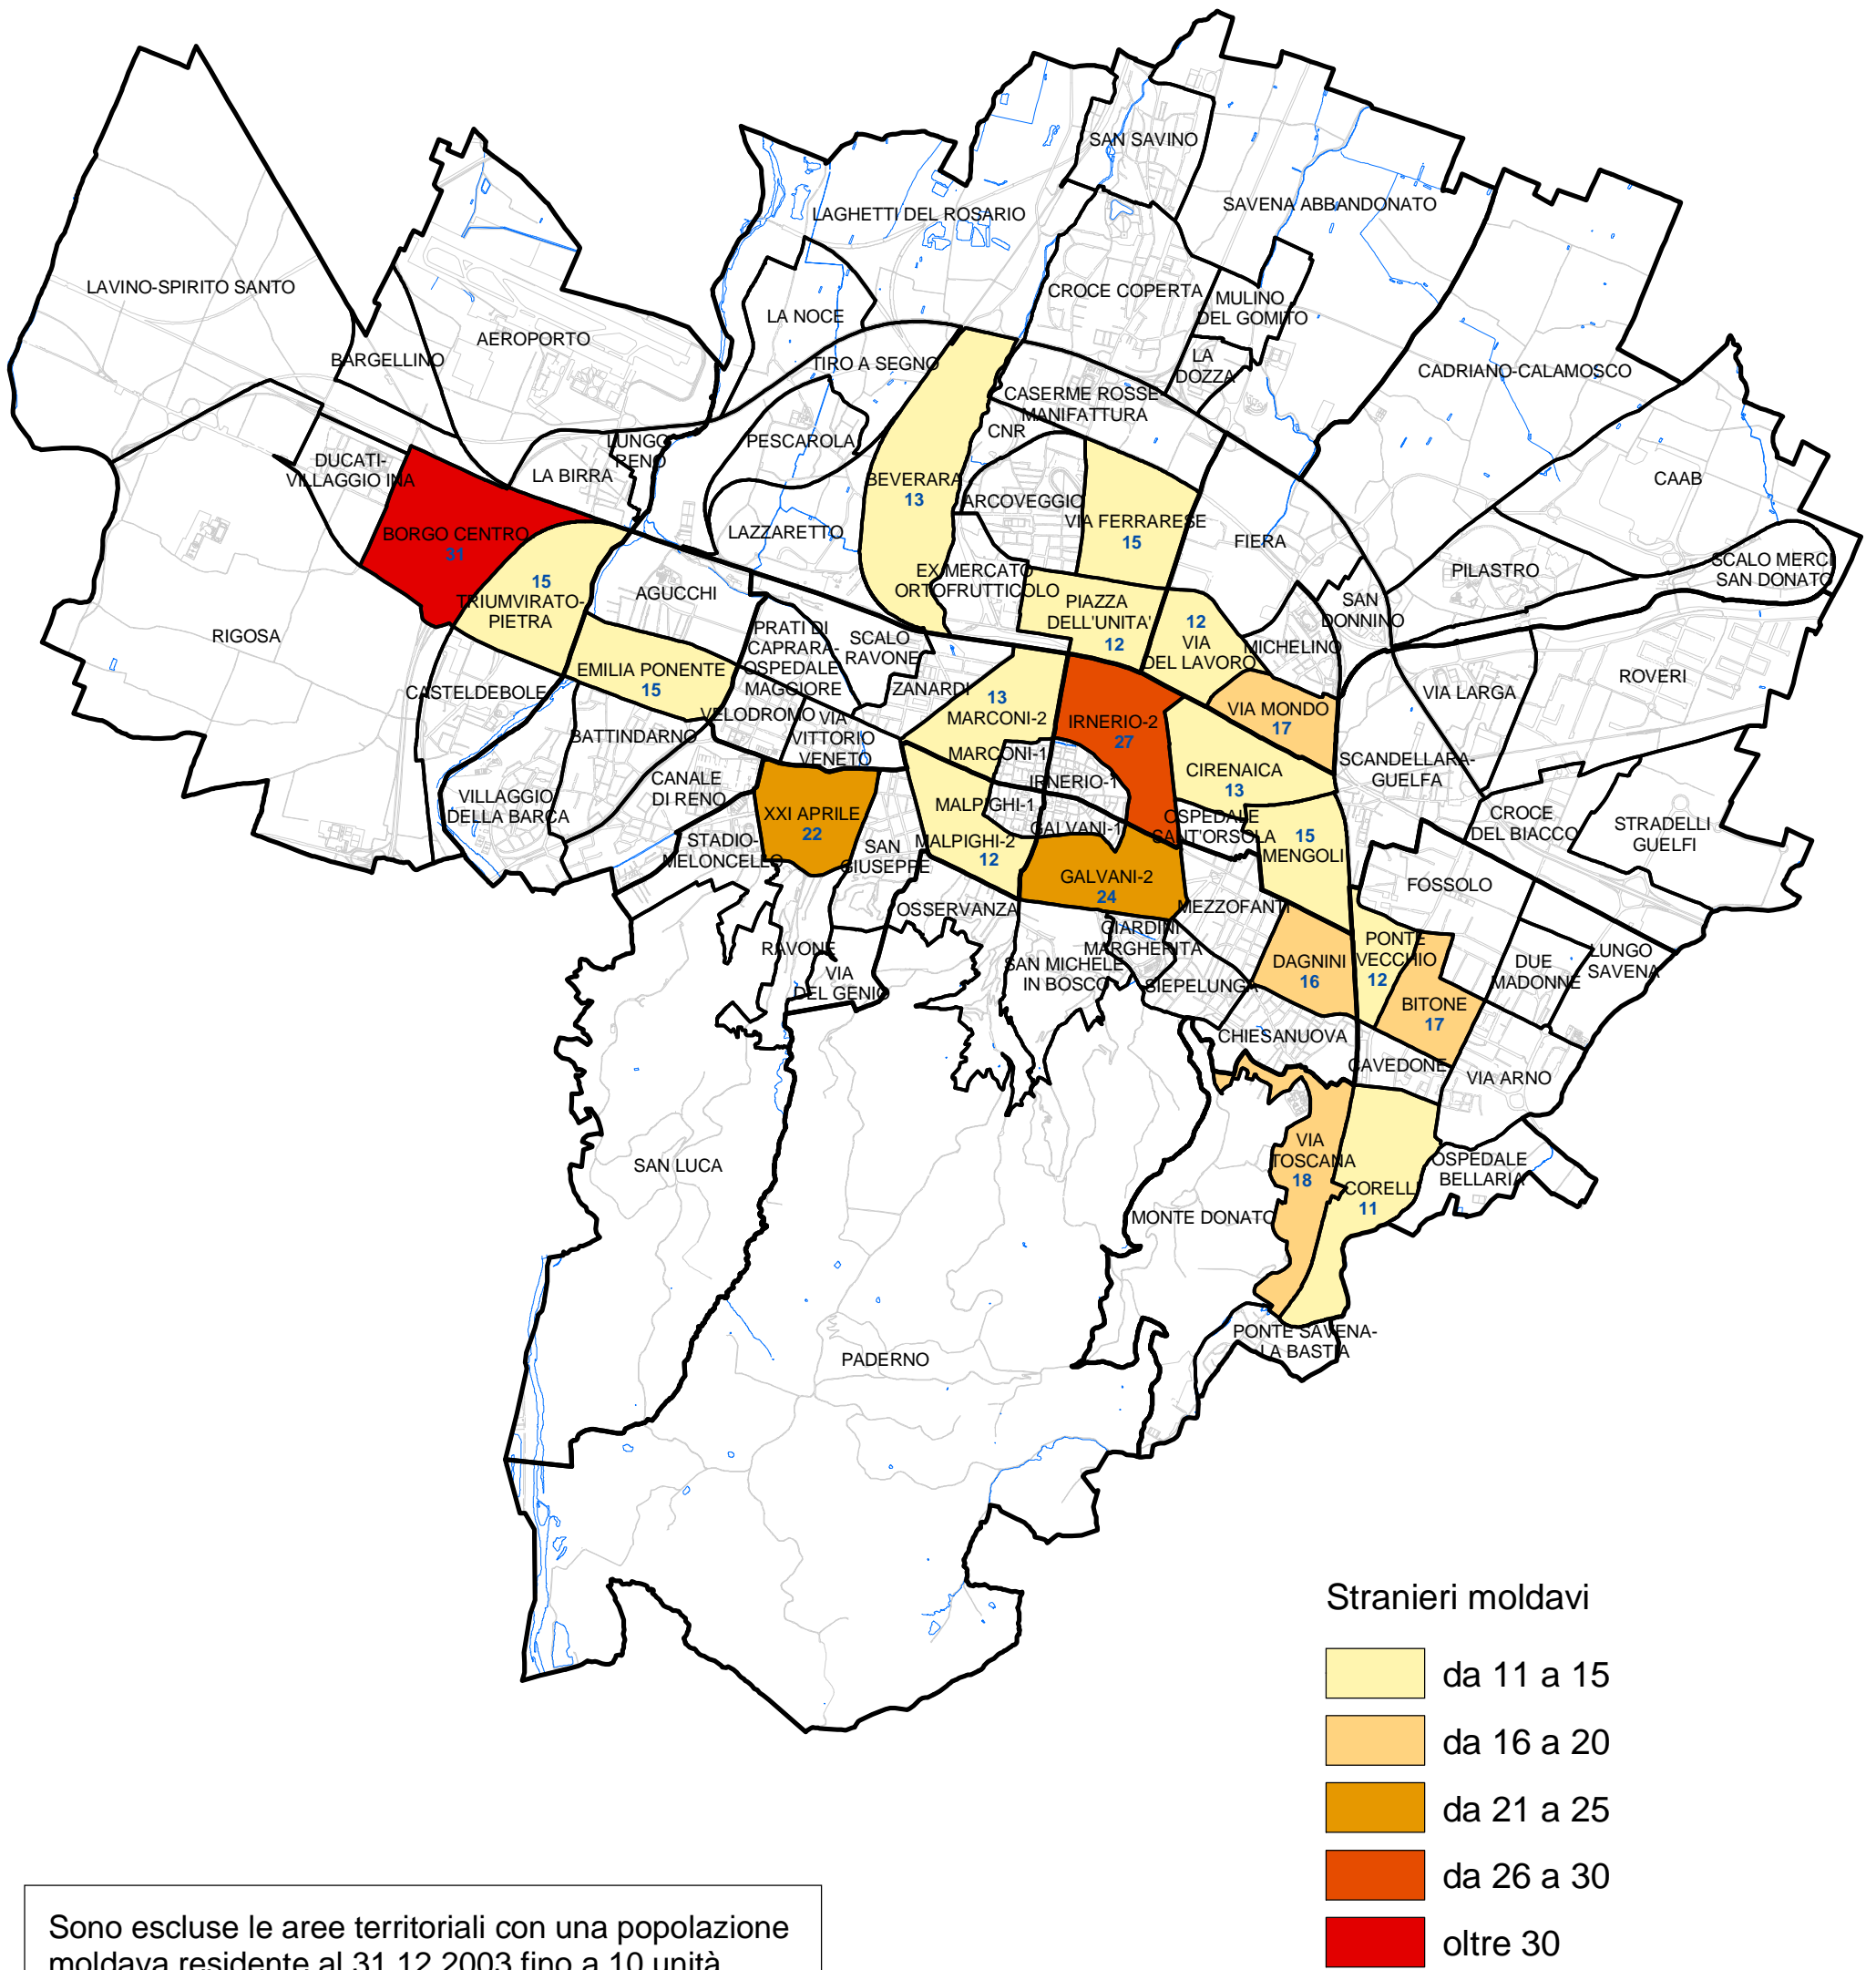 SAN SAVINO
LAGHETTI DEL ROSARIO
SAVENA ABBANDONATO
LAVINO-SPIRITO SANTO
CROCE COPERTA
MULINO
DEL GOMITO
LA NOCE
AEROPORTO
BARGELLINO
TIRO A SEGNO
LA
DOZZA
CADRIANO-CALAMOSCO
CASERME ROSSE-
MANIFATTURA
CNR
LUNGO
RENO
PESCAROLA
DUCATI-
VILLAGGIO INA
LA BIRRA
BEVERARA
13
ARCOVEGGIO
CAAB
VIA FERRARESE
15
BORGO CENTRO
31
LAZZARETTO
FIERA
SCALO MERCI
SAN DONATO
PILASTRO
EX MERCATO
ORTOFRUTTICOLO
15
TRIUMVIRATO-
PIETRA
AGUCCHI
PIAZZA
DELL'UNITA'
12
SAN
DONNINO
12
VIA
DEL LAVORO
MICHELINO
RIGOSA
PRATI DI
CAPRARA-
OSPEDALE
MAGGIORE
SCALO
RAVONE
EMILIA PONENTE
15
ROVERI
CASTELDEBOLE
ZANARDI
VIA LARGA
13
MARCONI-2
VIA MONDO
17
VELODROMO
VIA
VITTORIO
VENETO
IRNERIO-2
27
BATTINDARNO
MARCONI-1
SCANDELLARA-
GUELFA
CIRENAICA
13
CANALE
DI RENO
IRNERIO-1
VILLAGGIO
DELLA BARCA
MALPIGHI-1
XXI APRILE
22
OSPEDALE
SANT'ORSOLA
CROCE
DEL BIACCO
STRADELLI
GUELFI
GALVANI-1
STADIO-
MELONCELLO
SAN
GIUSEPPE
MALPIGHI-2
12
15
MENGOLI
GALVANI-2
24
FOSSOLO
OSSERVANZA
MEZZOFANTI
GIARDINI
MARGHERITA
RAVONE
PONTE
VECCHIO
12
LUNGO
SAVENA
SAN MICHELE
IN BOSCO
DAGNINI
16
DUE
MADONNE
VIA
DEL GENIO
SIEPELUNGA
BITONE
17
CHIESANUOVA
CAVEDONE
VIA ARNO
VIA
TOSCANA
18
SAN LUCA
OSPEDALE
BELLARIA
CORELLI
11
MONTE DONATO
PONTE SAVENA-
LA BASTIA
PADERNO
Stranieri moldavi
da 11 a 15
da 16 a 20
da 21 a 25
da 26 a 30
oltre 30
Sono escluse le aree territoriali con una popolazione
moldava residente al 31.12.2003 fino a 10 unità